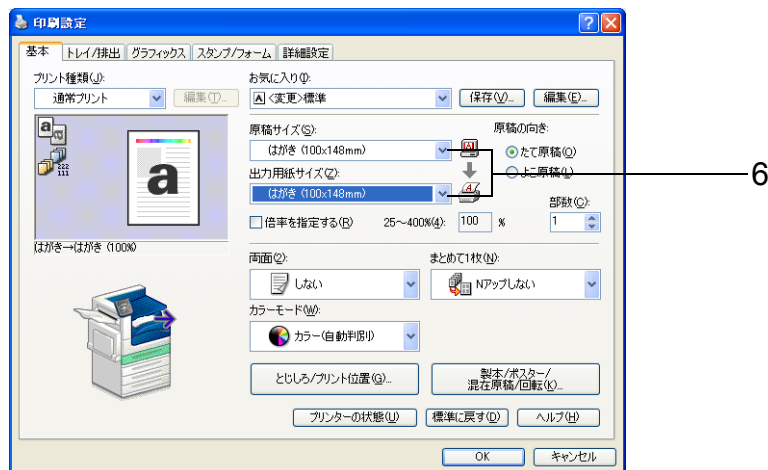 印刷設定
基本 トレイ/排出 グラフィックス スタンプ/フォーム 詳細設定
プリント種類(J):
通常プリント 編集(T)...
お気に入り(I):
<変更>標準 保存(V)... 編集(E)...
原稿サイズ(S):
はがき (100x148mm)
出力用紙サイズ(Z):
はがき (100x148mm)
原稿の向き:
たて原稿(O)
よこ原稿(L)
6
部数(C):
倍率を指定する(R) 25~400%(4): 100 % 1
はがき→はがき (100%)
両面(2):
しない
まとめて1枚(N):
Nアップしない
カラーモード(W):
カラー(自動判別)
とじしろ/プリント位置(G)...
製本/ポスター/
混在原稿/回転(K)...
プリンターの状態(U) 標準に戻す(D) ヘルプ(H)
OK キャンセル